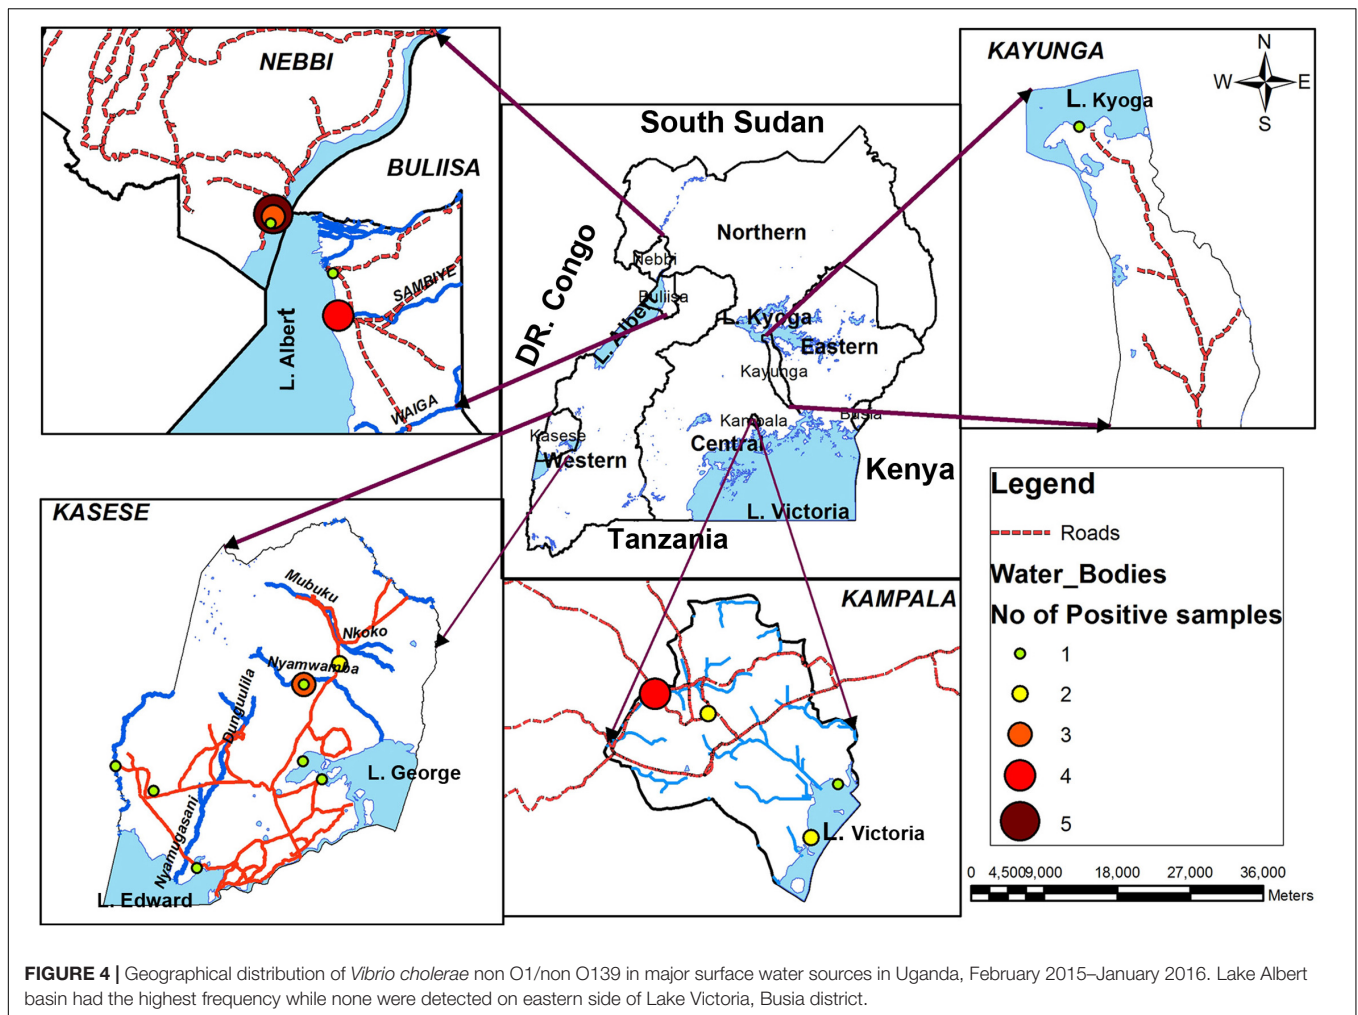 NEBBI
BULIISA
SAMBIYE
L. Albert
WAIGA
South Sudan
DR. Congo
Northern
Nebbi
Buliisa
L. Albert
L. Kyoga
Eastern
Kayunga
Kampala
Busia
Kasese
Western
Central
Kenya
L. Victoria
Tanzania
KAYUNGA
N
W E
S
L. Kyoga
KASESE
Mubuku
Nkoko
Nyamwamba
Dungulila
L. George
Nyamugasani
L. Edward
KAMPALA
L. Victoria
Legend
Roads
Water_Bodies
No of Positive samples
1
2
3
4
5
0 4,500 9,000 18,000 27,000 36,000
Meters
FIGURE 4 | Geographical distribution of Vibrio cholerae non O1/non O139 in major surface water sources in Uganda, February 2015–January 2016. Lake Albert
basin had the highest frequency while none were detected on eastern side of Lake Victoria, Busia district.